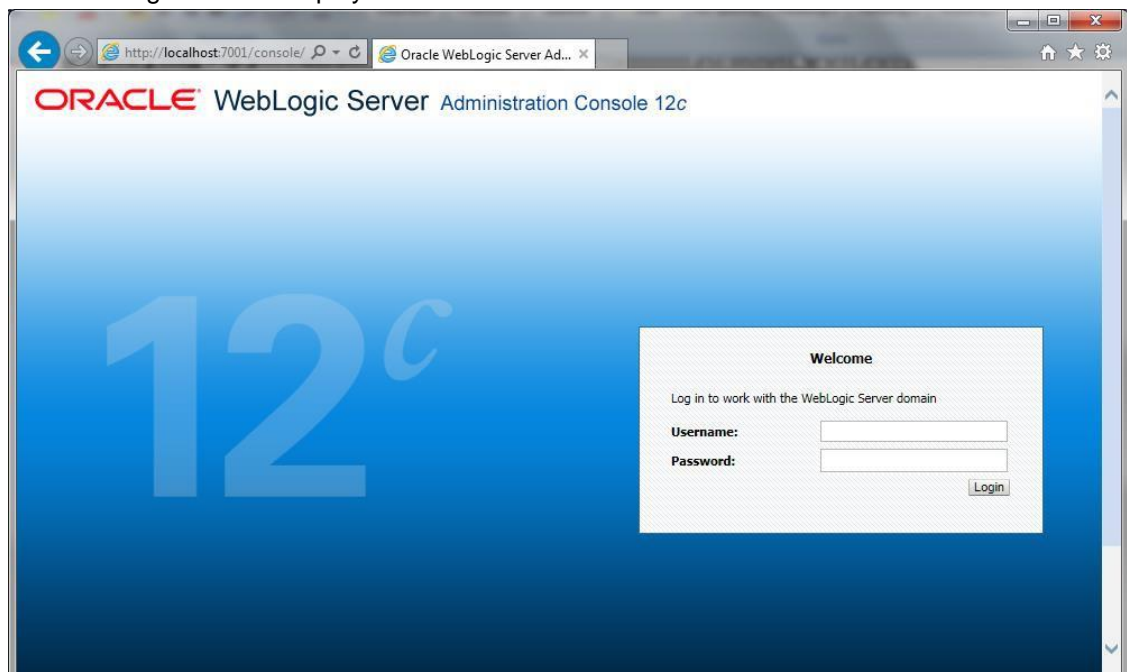 http://localhost:7001/console/
Oracle WebLogic Server Ad...
ORACLE WebLogic Server Administration Console 12c
12c
Welcome
Log in to work with the WebLogic Server domain
Username:
Password:
Login